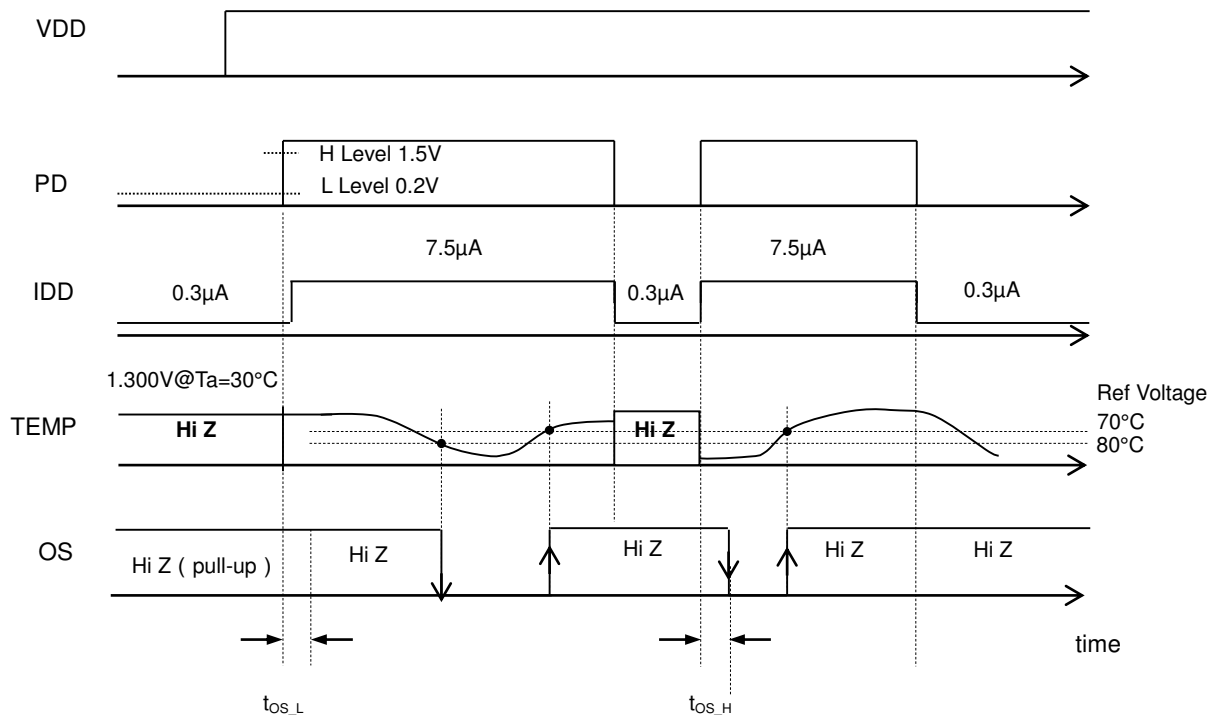 VDD
H Level 1.5V
PD
L Level 0.2V
7.5µA
7.5µA
IDD
0.3µA
0.3µA
0.3µA
1.300V@Ta=30°C
Ref Voltage
70°C
TEMP
Hi Z
Hi Z
80°C
OS
Hi Z ( pull-up )
Hi Z
Hi Z
Hi Z
Hi Z
time
tOS_L
tOS_H